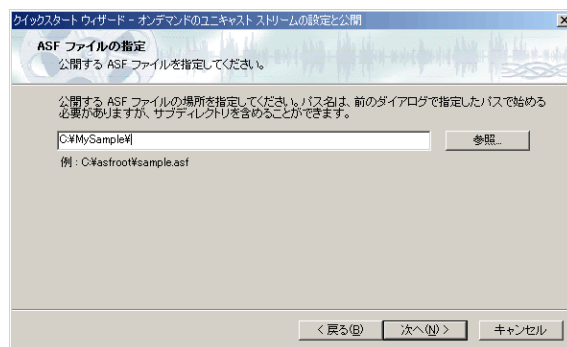 クイックスタート ウィザード - オンデマンドのユニキャスト ストリームの設定と公開
ASF ファイルの指定
公開する ASF ファイルを指定してください。
公開する ASF ファイルの場所を指定してください。パス名は、前のダイアログで指定したパスで始める
必要がありますが、サブディレクトリを含めることができます。
C:¥MySample¥
参照...
例 : C:¥asfroot¥sample.asf
< 戻る(B)
次へ(N) >
キャンセル